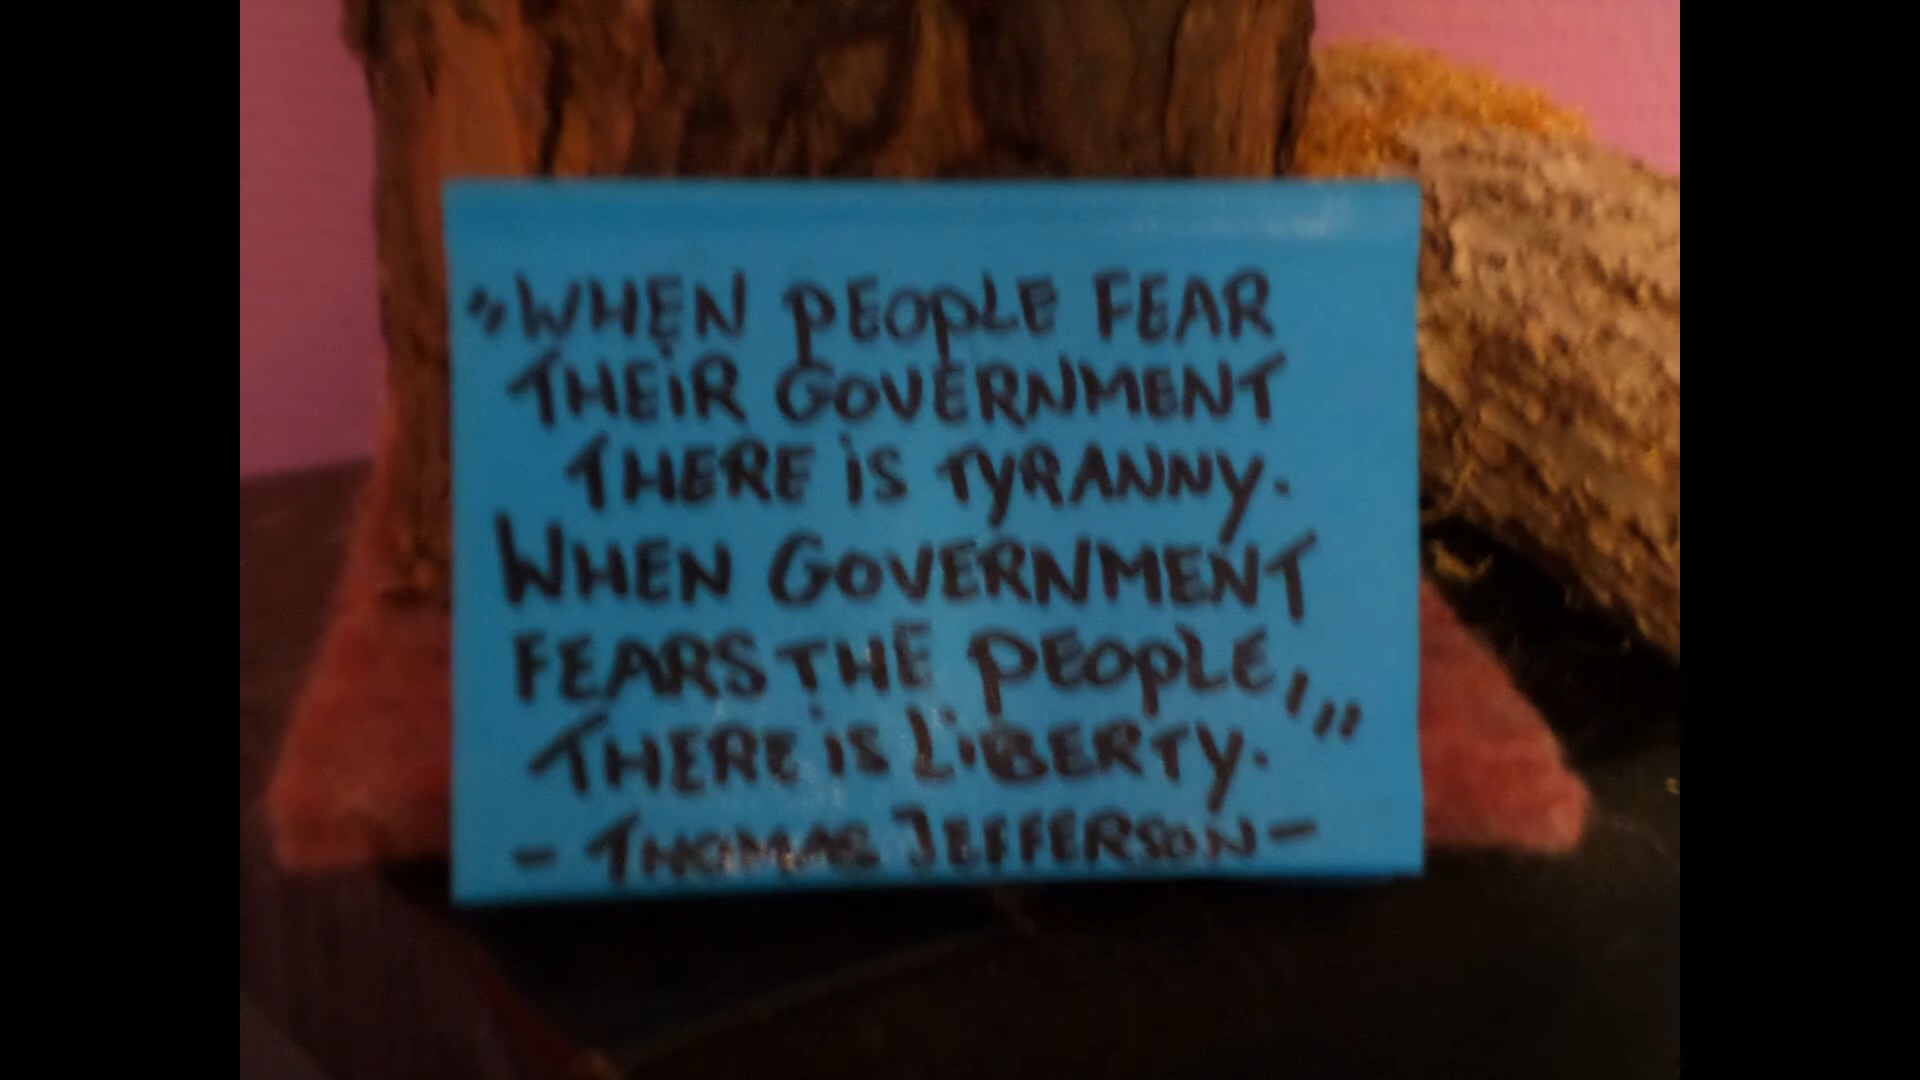 "WHEN PEOPLE FEAR
THEIR GOVERNMENT
THERE IS TYRANNY.
WHEN GOVERNMENT
FEARS THE PEOPLE,
THERE IS LIBERTY."
- THOMAS JEFFERSON -